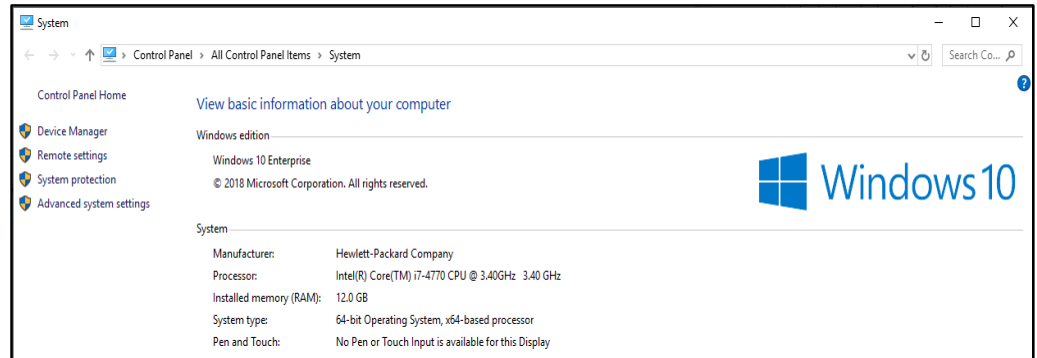 System
Control Panel > All Control Panel Items > System
Search Co...
Control Panel Home
Device Manager
Remote settings
System protection
Advanced system settings
View basic information about your computer
Windows edition
Windows 10 Enterprise
© 2018 Microsoft Corporation. All rights reserved.
Windows 10
System
Manufacturer: Hewlett-Packard Company
Processor: Intel(R) Core(TM) i7-4770 CPU @ 3.40GHz 3.40 GHz
Installed memory (RAM): 12.0 GB
System type: 64-bit Operating System, x64-based processor
Pen and Touch: No Pen or Touch Input is available for this Display